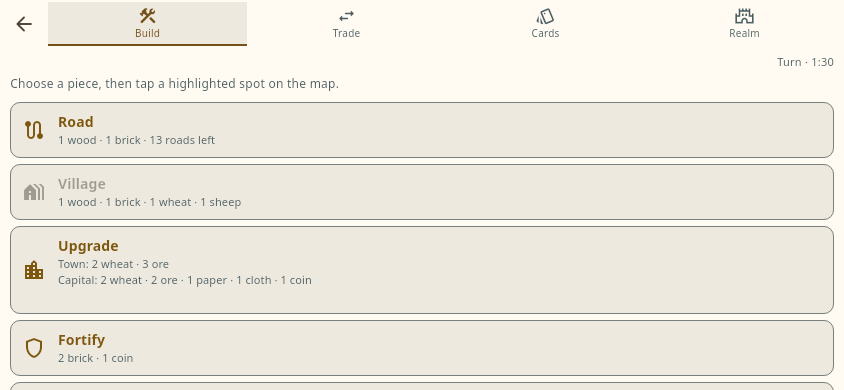 Build
Trade
Cards
Realm
Turn · 1:30
Choose a piece, then tap a highlighted spot on the map.
Road
1 wood · 1 brick · 13 roads left
Village
1 wood · 1 brick · 1 wheat · 1 sheep
Upgrade
Town: 2 wheat · 3 ore
Capital: 2 wheat · 2 ore · 1 paper · 1 cloth · 1 coin
Fortify
2 brick · 1 coin